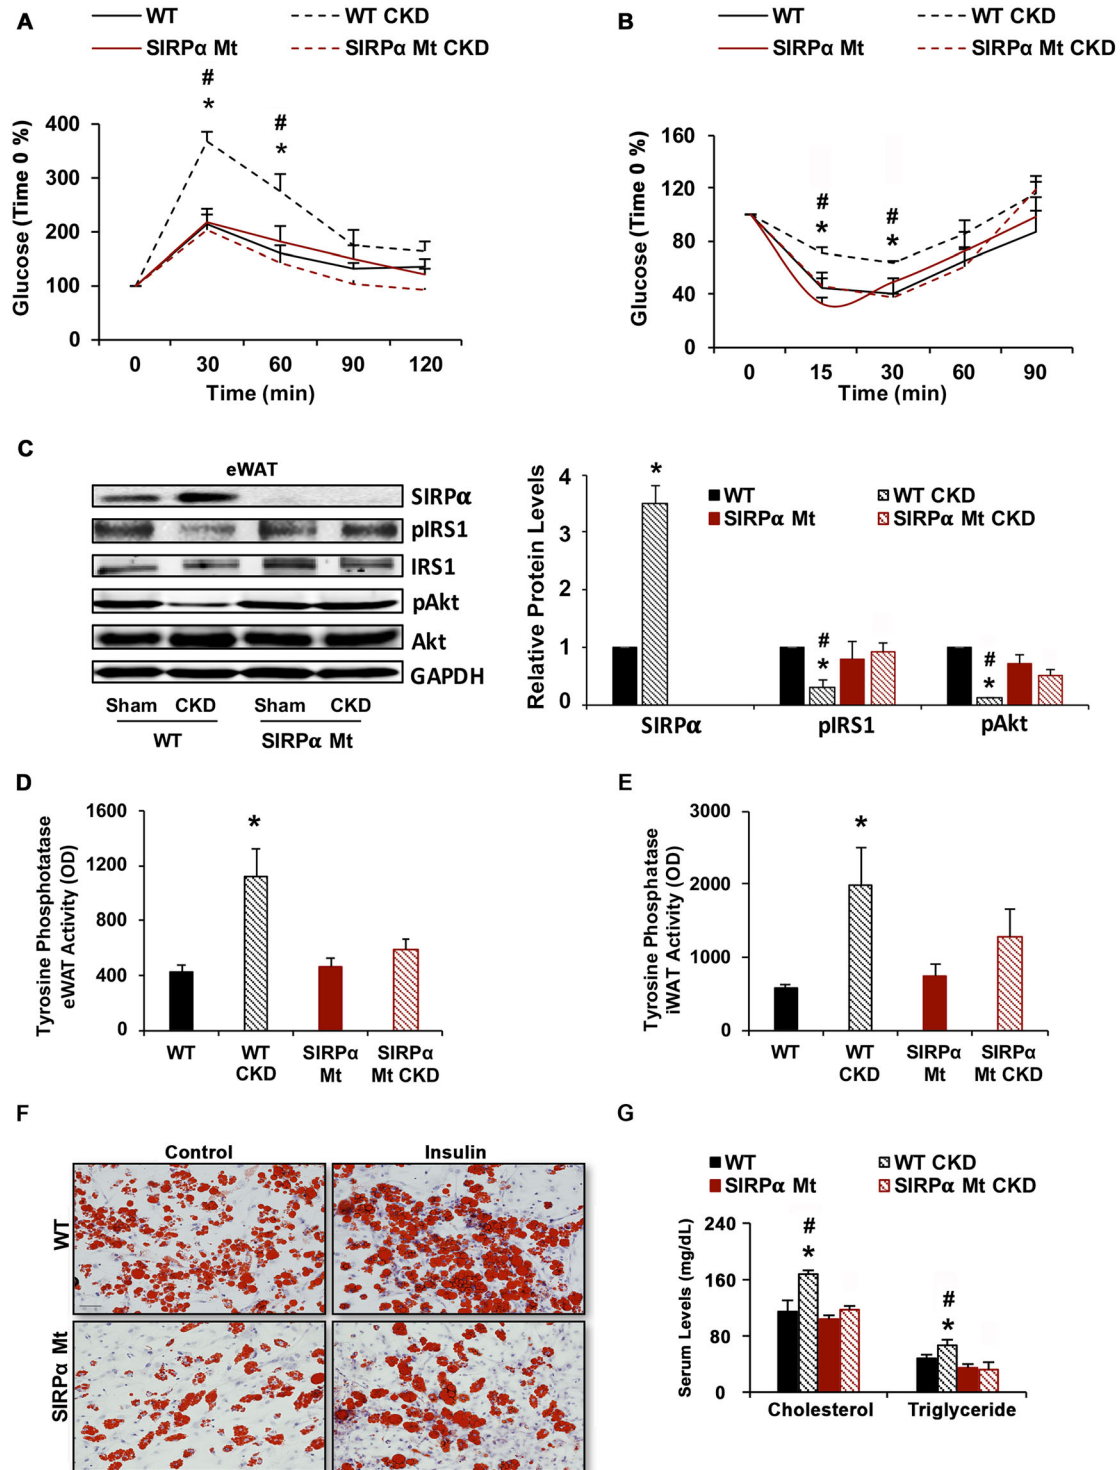 A
WT
WT CKD
SIRPα Mt
SIRPα Mt CKD
#
*
#
*
400
300
200
100
0
Glucose (Time 0 %)
0 30 60 90 120
Time (min)
B
WT
WT CKD
SIRPα Mt
SIRPα Mt CKD
#
*
#
*
160
120
80
40
0
Glucose (Time 0 %)
0 15 30 60 90
Time (min)
C
eWAT
SIRPα
pIRS1
IRS1
pAkt
Akt
GAPDH
Sham CKD Sham CKD
WT SIRPα Mt
Relative Protein Levels
4
3
2
1
0
WT
WT CKD
SIRPα Mt
SIRPα Mt CKD
*
#
*
#
*
SIRPα pIRS1 pAkt
D
Tyrosine Phosphotatase
eWAT Activity (OD)
1600
1200
800
400
0
*
WT WT SIRPα SIRPα
CKD Mt Mt CKD
E
Tyrosine Phosphatase
iWAT Activity (OD)
3000
2000
1000
0
*
WT WT SIRPα SIRPα
CKD Mt Mt CKD
F
Control Insulin
WT
SIRPα Mt
G
WT
WT CKD
SIRPα Mt
SIRPα Mt CKD
Serum Levels (mg/dL)
240
160
80
0
#
*
#
*
Cholesterol Triglyceride